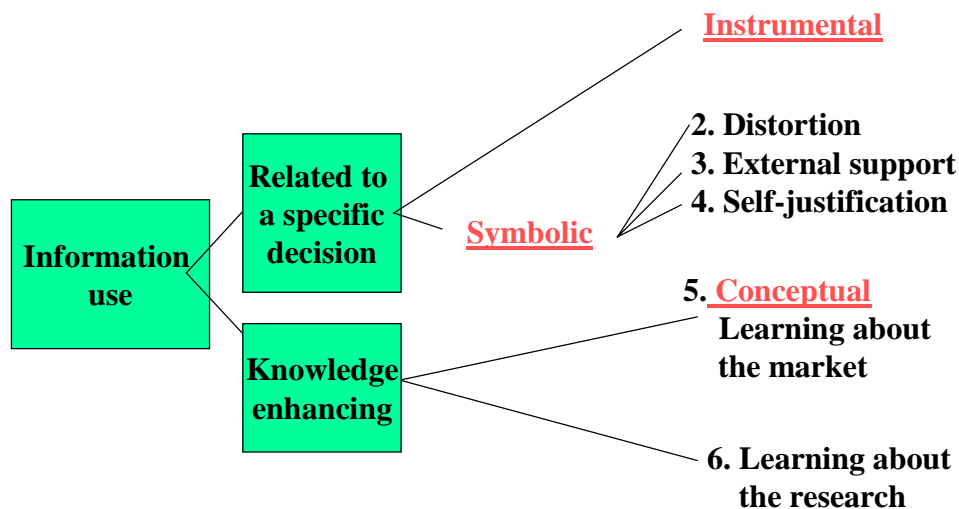 Instrumental
2. Distortion
3. External support
4. Self-justification
Related to
a specific
decision
Symbolic
Information
use
5. Conceptual
Learning about
the market
Knowledge
enhancing
6. Learning about
the research